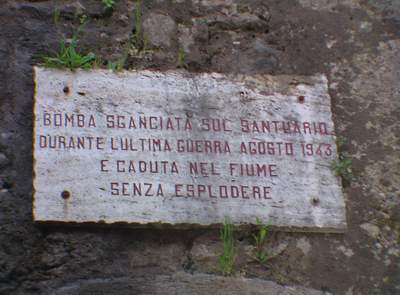 BOMBA SGANCIATA SUL SANTUARIO
DURANTE L'ULTIMA GUERRA AGOSTO 1943
E CADUTA NEL FIUME
SENZA ESPLODERE